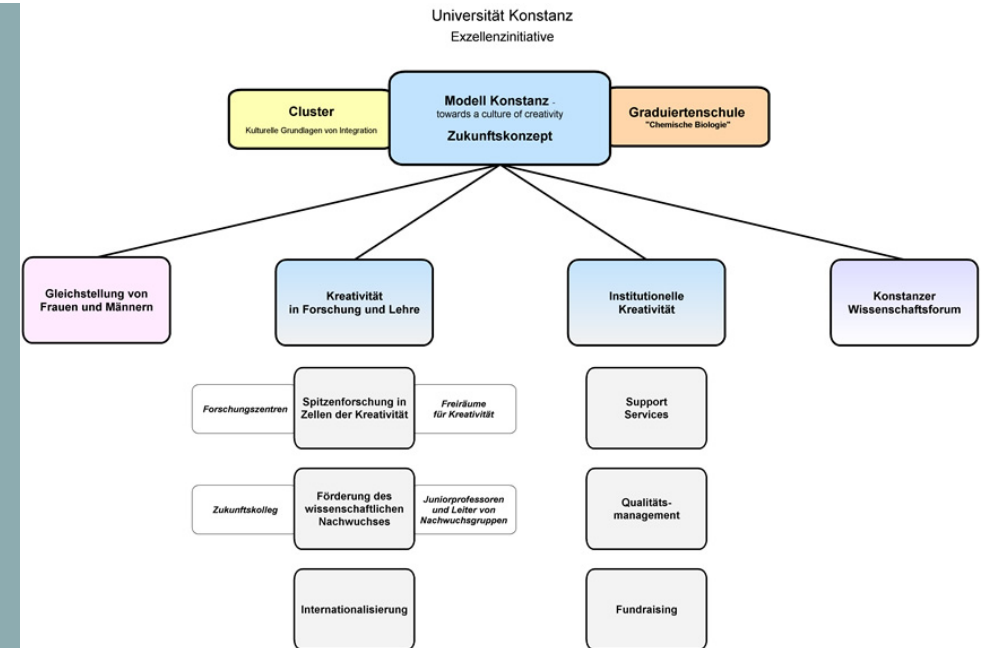 Universität Konstanz
Exzellenzinitiative
Cluster
Kulturelle Grundlagen von Integration
Modell Konstanz -
towards a culture of creativity
Zukunftskonzept
Graduiertenschule
"Chemische Biologie"
Gleichstellung von
Frauen und Männern
Kreativität
in Forschung und Lehre
Institutionelle
Kreativität
Konstanzer
Wissenschaftsforum
Forschungszentren
Spitzenforschung in
Zellen der Kreativität
Freiräume
für Kreativität
Support
Services
Zukunftskolleg
Förderung des
wissenschaftlichen
Nachwuchses
Juniorprofessoren
und Leiter von
Nachwuchsgruppen
Qualitäts-
management
Internationalisierung
Fundraising